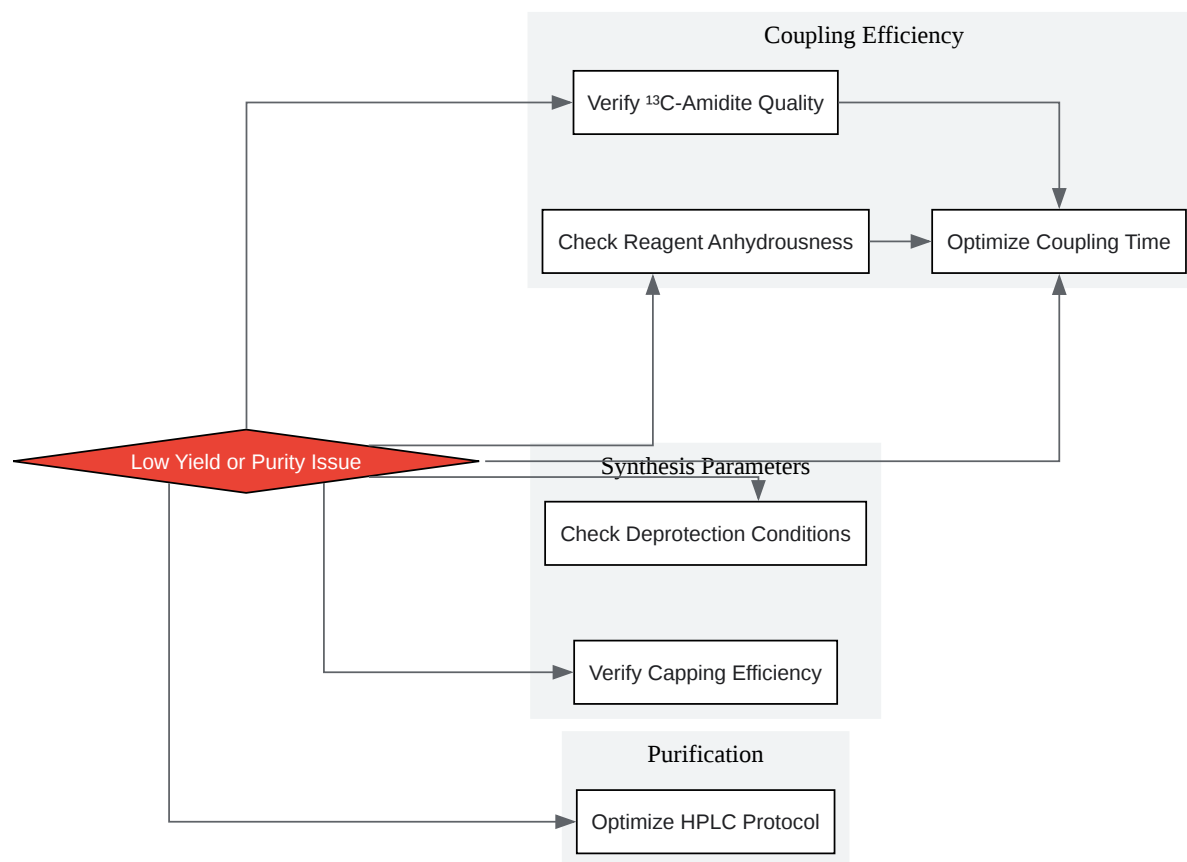 Coupling Efficiency
Verify ¹³C-Amidite Quality
Check Reagent Anhydrousness
Optimize Coupling Time
Low Yield or Purity Issue
Synthesis Parameters
Check Deprotection Conditions
Verify Capping Efficiency
Purification
Optimize HPLC Protocol